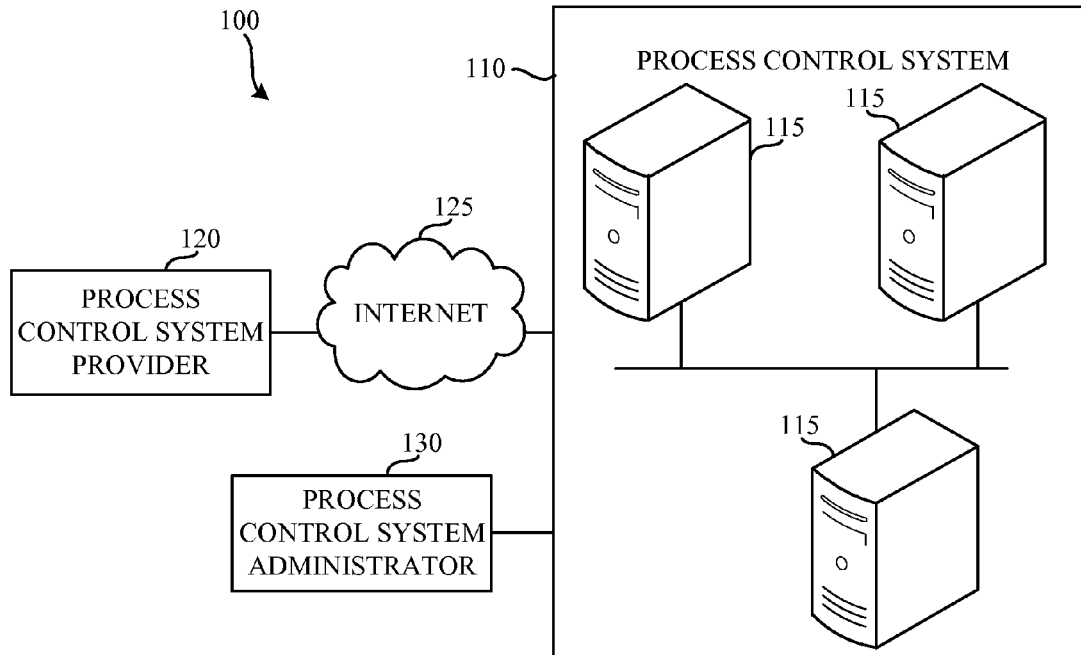 100
110
PROCESS CONTROL SYSTEM
115
115
125
120
PROCESS
CONTROL SYSTEM
PROVIDER
INTERNET
115
130
PROCESS
CONTROL SYSTEM
ADMINISTRATOR